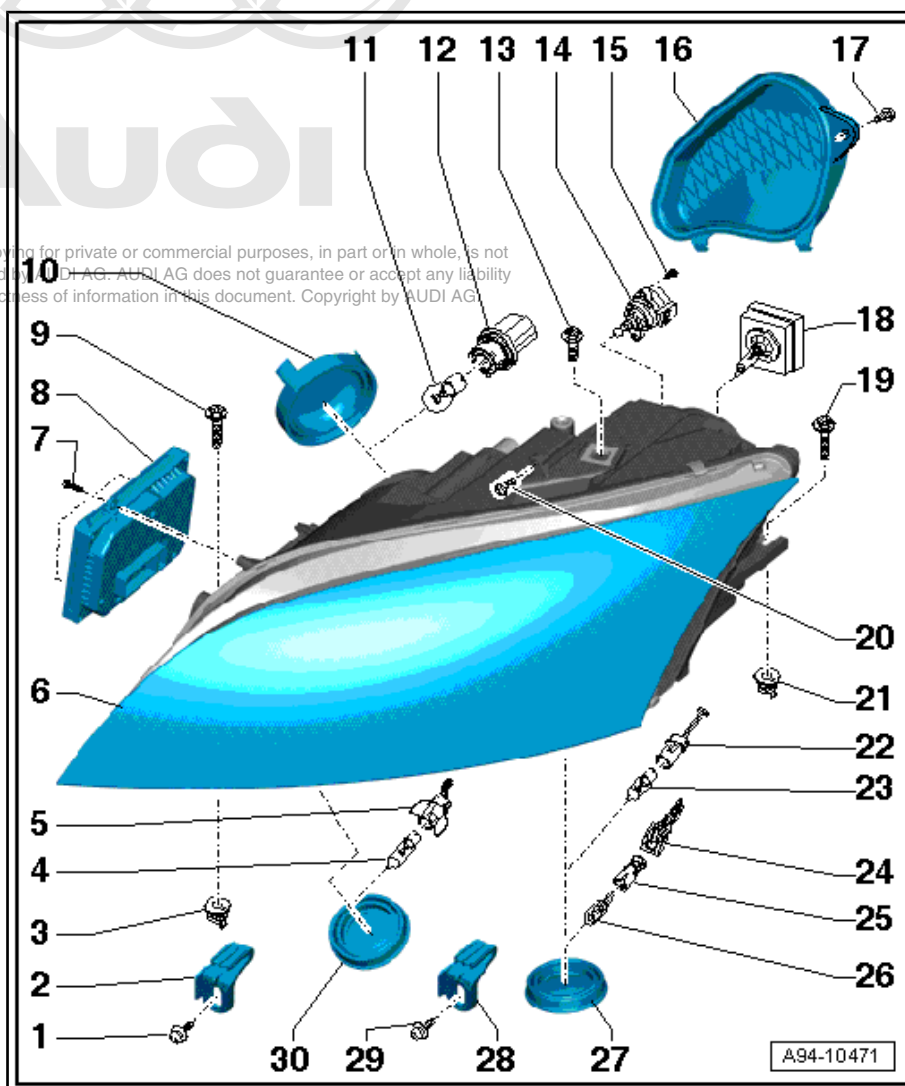 11 12 13 14 15 16 17
Audi
ying for private or commercial purposes, in part or in whole, is not
d by AUDI AG. AUDI AG does not guarantee or accept any liability
ness of information in this document. Copyright by AUDI AG.
10
9
18
8
19
7
20
6
21
22
5
23
4
24
3
25
2
26
1
30 29 28 27
A94-10471